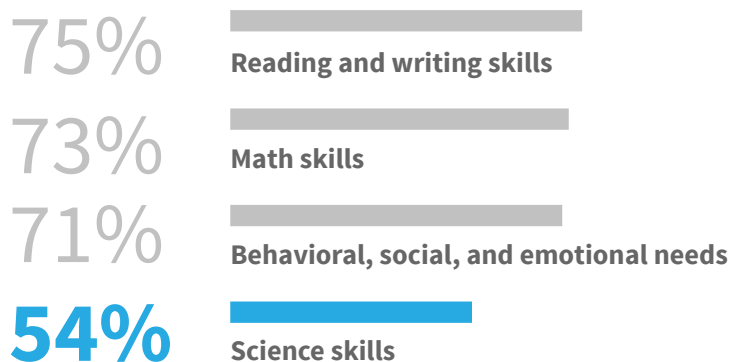 75%
Reading and writing skills
73%
Math skills
71%
Behavioral, social, and emotional needs
54%
Science skills